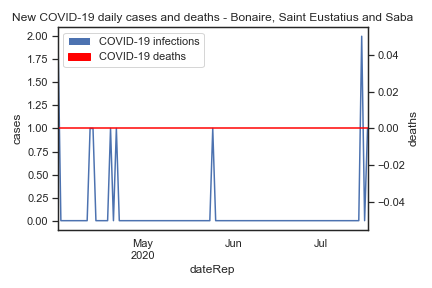 New COVID-19 daily cases and deaths - Bonaire, Saint Eustatius and Saba
COVID-19 infections
COVID-19 deaths
2.00
1.75
1.50
1.25
1.00
0.75
0.50
0.25
0.00
cases
0.04
0.02
0.00
−0.02
−0.04
deaths
May
2020
Jun
Jul
dateRep